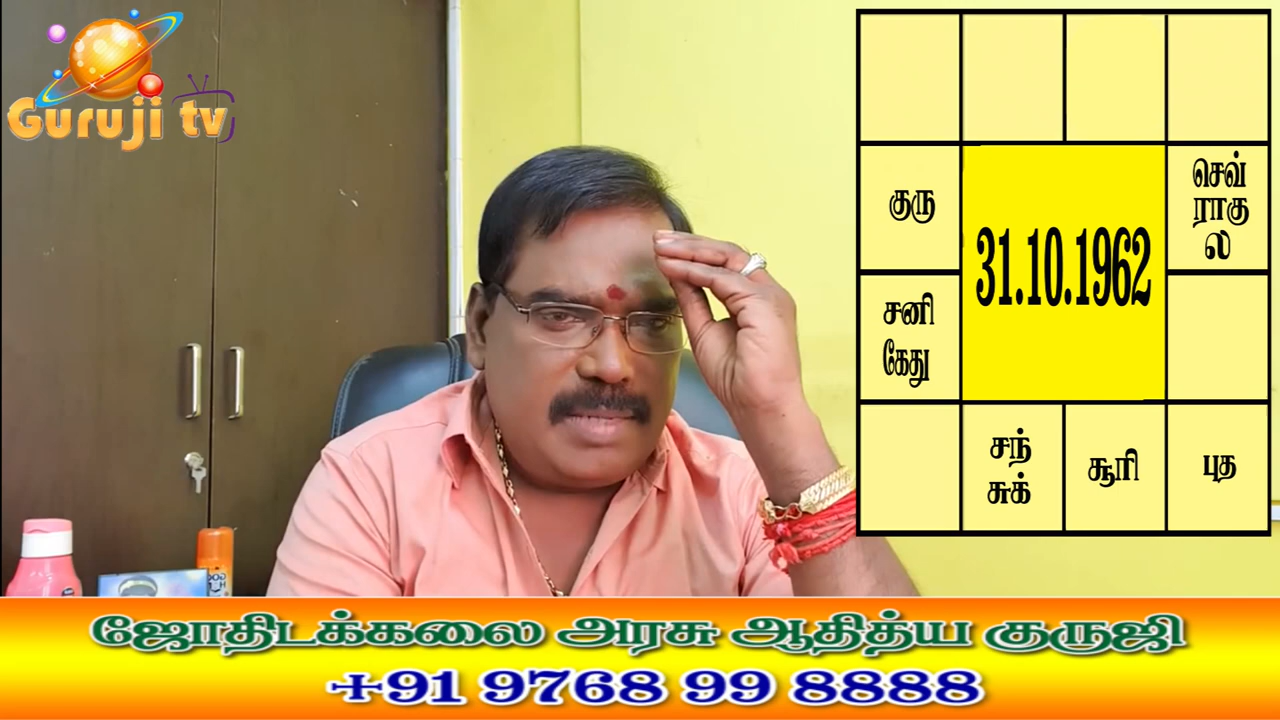 Guruji tv
குரு
செவ்
ராகு
ல
31.10.1962
சனி
கேது
சந்
சுக்
சூரி
புத
ஜோதிடக்கலை அரசு ஆதித்ய குருஜி
+91 9768 99 8888